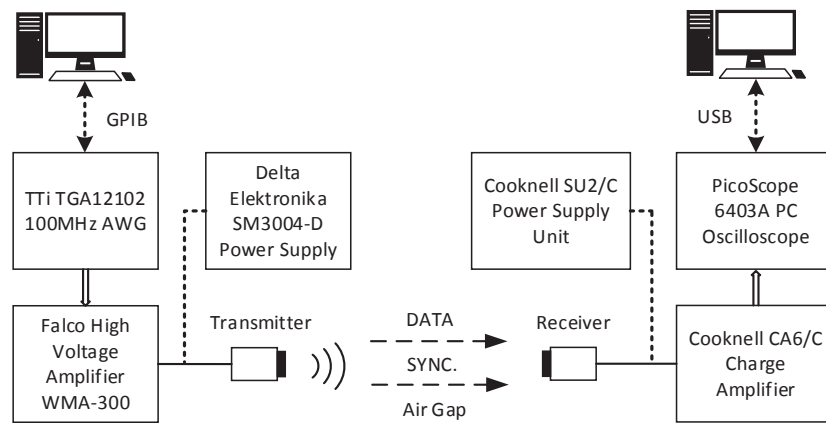 GPIB
USB
TTi TGA12102
100MHz AWG
Delta
Elektronika
SM3004-D
Power Supply
Cooknell SU2/C
Power Supply
Unit
PicoScope
6403A PC
Oscilloscope
Falco High
Voltage
Amplifier
WMA-300
Transmitter
DATA
SYNC.
Air Gap
Receiver
Cooknell CA6/C
Charge
Amplifier